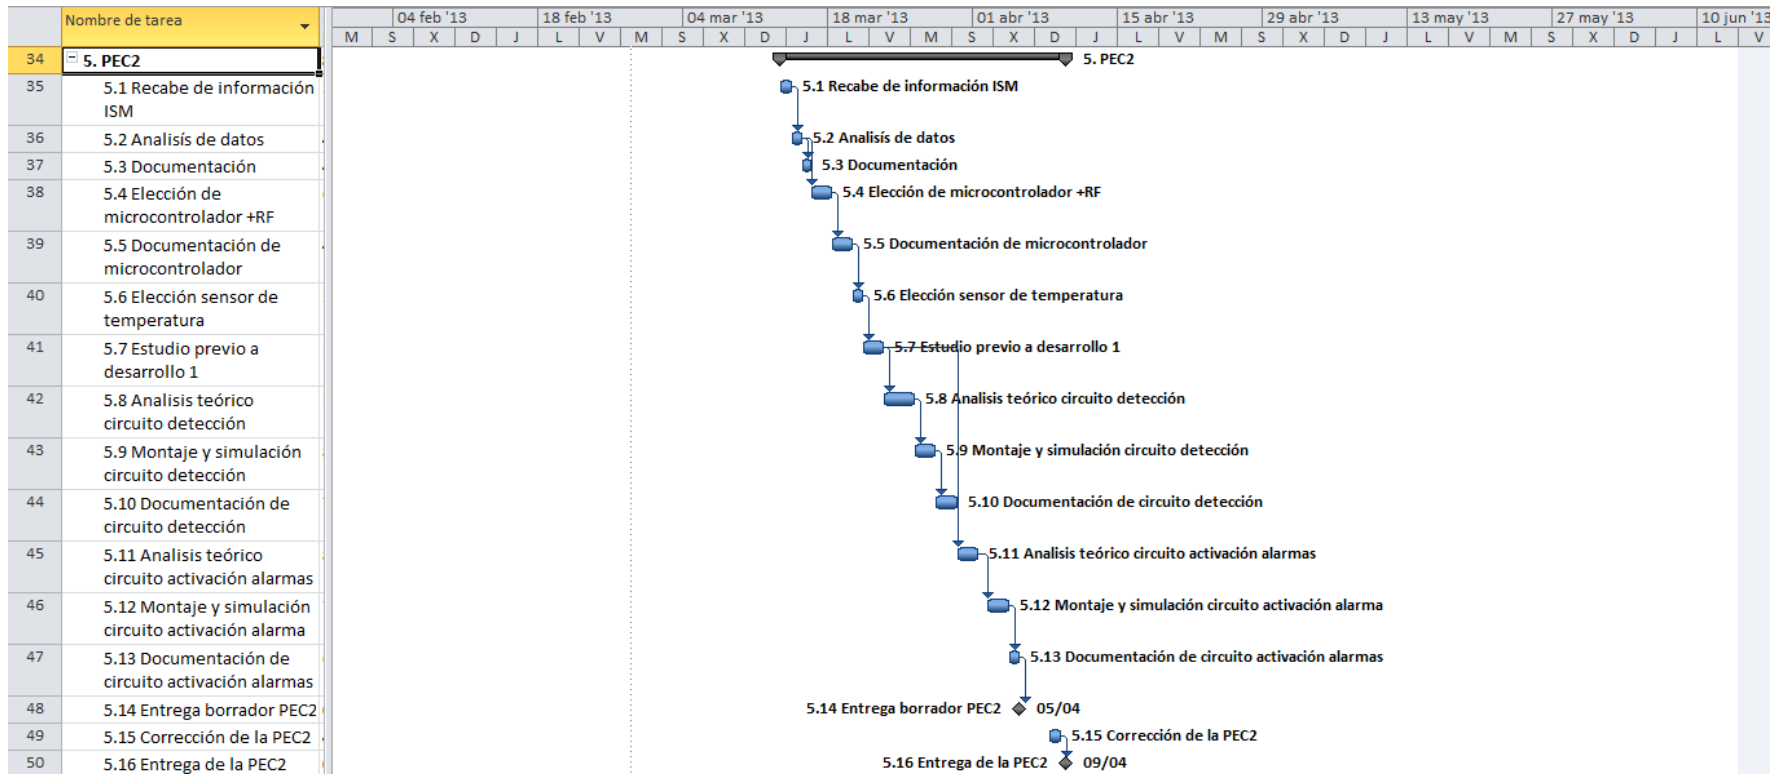 Nombre de tarea
04 feb '13 18 feb '13 04 mar '13 18 mar '13 01 abr '13 15 abr '13 29 abr '13 13 may '13 27 may '13 10 jun '13
M S X D J L V M S X D J L V M S X D J L V M S X D J L V M S X D J L V
34 5. PEC2 5. PEC2
35 5.1 Recabe de información 5.1 Recabe de información ISM
ISM
36 5.2 Analisís de datos 5.2 Analisís de datos
37 5.3 Documentación 5.3 Documentación
38 5.4 Elección de 5.4 Elección de microcontrolador +RF
microcontrolador +RF
39 5.5 Documentación de 5.5 Documentación de microcontrolador
microcontrolador
40 5.6 Elección sensor de 5.6 Elección sensor de temperatura
temperatura
41 5.7 Estudio previo a 5.7 Estudio previo a desarrollo 1
desarrollo 1
42 5.8 Analisis teórico 5.8 Analisis teórico circuito detección
circuito detección
43 5.9 Montaje y simulación 5.9 Montaje y simulación circuito detección
circuito detección
44 5.10 Documentación de 5.10 Documentación de circuito detección
circuito detección
45 5.11 Analisis teórico 5.11 Analisis teórico circuito activación alarmas
circuito activación alarmas
46 5.12 Montaje y simulación 5.12 Montaje y simulación circuito activación alarma
circuito activación alarma
47 5.13 Documentación de 5.13 Documentación de circuito activación alarmas
circuito activación alarmas
48 5.14 Entrega borrador PEC2 5.14 Entrega borrador PEC2 05/04
49 5.15 Corrección de la PEC2 5.15 Corrección de la PEC2
50 5.16 Entrega de la PEC2 5.16 Entrega de la PEC2 09/04